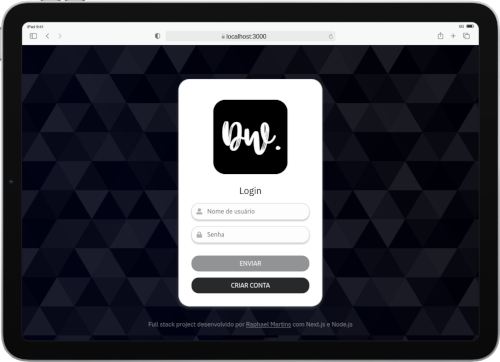 iPad 9:41
localhost:3000
Dw.
Login
Nome de usuário
Senha
ENVIAR
CRIAR CONTA
Full stack project desenvolvido por Raphael Martins com Next.js e Node.js